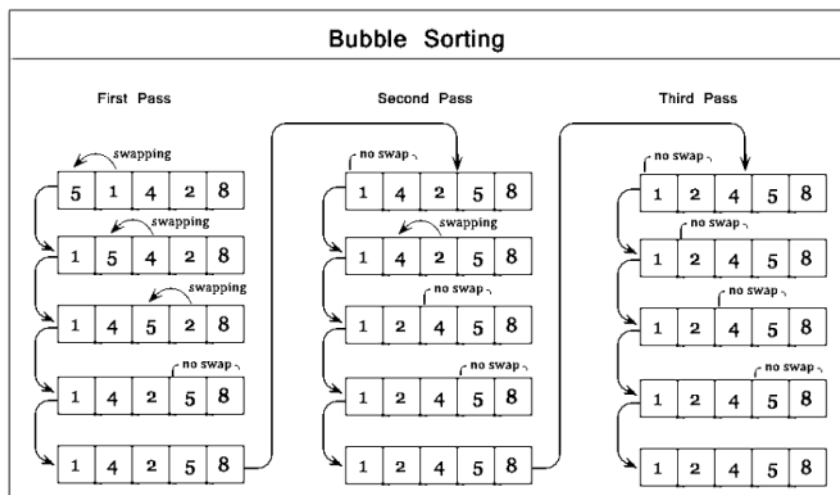 Bubble Sorting
First Pass
swapping
5 1 4 2 8
swapping
1 5 4 2 8
swapping
1 4 5 2 8
no swap
1 4 2 5 8
1 4 2 5 8
Second Pass
no swap
1 4 2 5 8
swapping
1 4 2 5 8
no swap
1 2 4 5 8
no swap
1 2 4 5 8
1 2 4 5 8
Third Pass
no swap
1 2 4 5 8
no swap
1 2 4 5 8
no swap
1 2 4 5 8
no swap
1 2 4 5 8
1 2 4 5 8